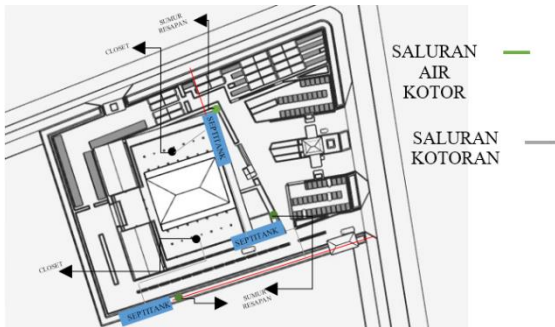 SUMUR
RESAPAN
CLOSET
SALURAN
AIR
KOTOR
SALURAN
KOTORAN
SEPTITANK
SEPTITANK
CLOSET
SEPTITANK
SUMUR
RESAPAN